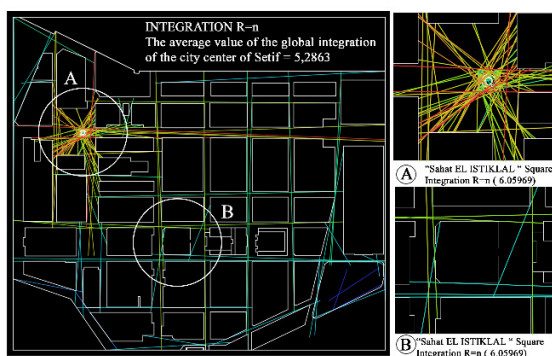 INTEGRATION R-n
The average value of the global integration
of the city center of Setif = 5,2863
A
B
A
"Sahat EL ISTIKLAL " Square
Integration R=n ( 6.05969)
B
"Sahat EL ISTIKLAL " Square
Integration R=n ( 6.05969)